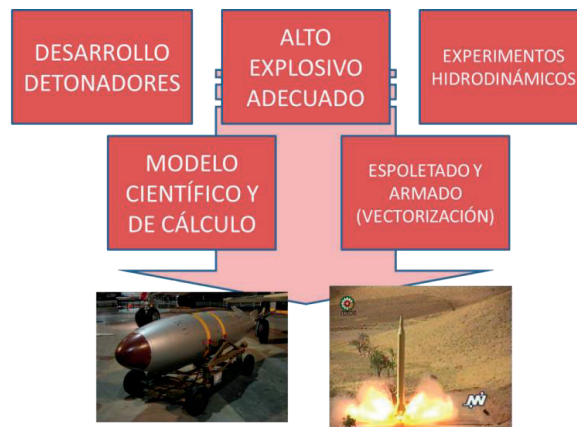 DESARROLLO
DETONADORES
ALTO
EXPLOSIVO
ADECUADO
EXPERIMENTOS
HIDRODINÁMICOS
MODELO
CIENTÍFICO Y
DE CÁLCULO
ESPOLETADO Y
ARMADO
(VECTORIZACIÓN)